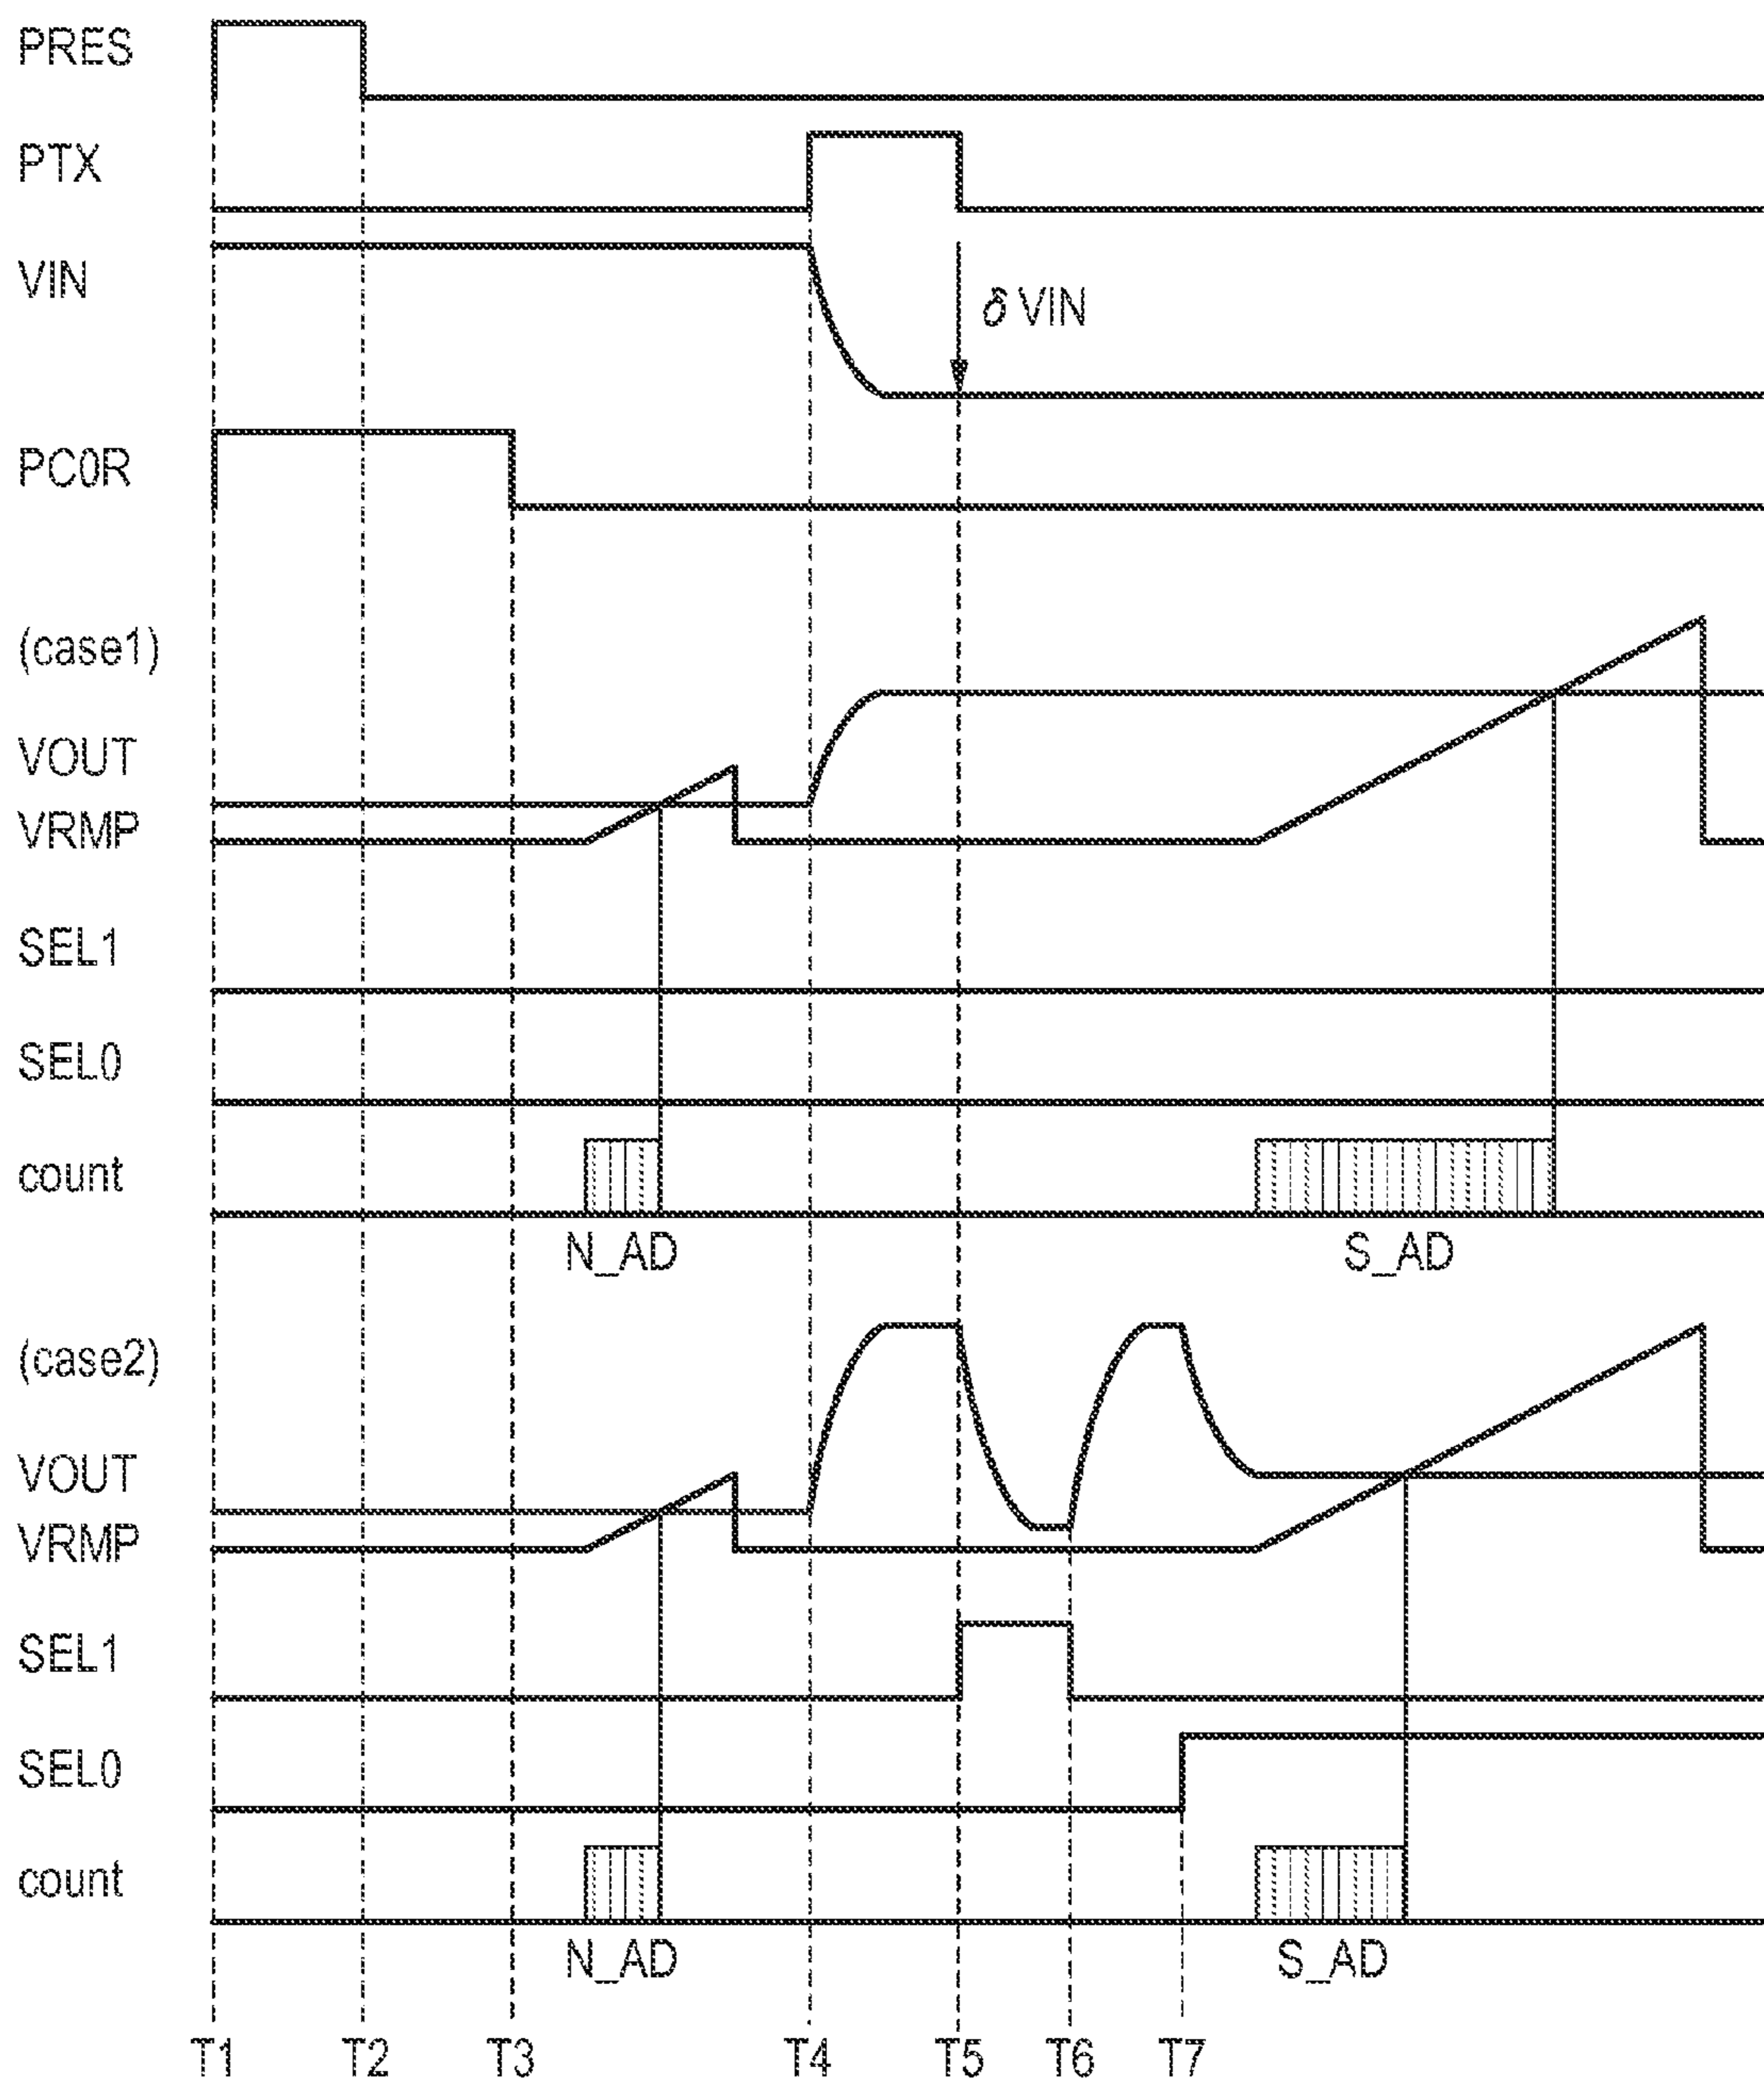 PRES
PTX
VIN
δ VIN
PC0R
(case1)
VOUT
VRMP
SEL1
SEL0
count
N_AD
S_AD
(case2)
VOUT
VRMP
SEL1
SEL0
count
N_AD
S_AD
T1 T2 T3 T4 T5 T6 T7